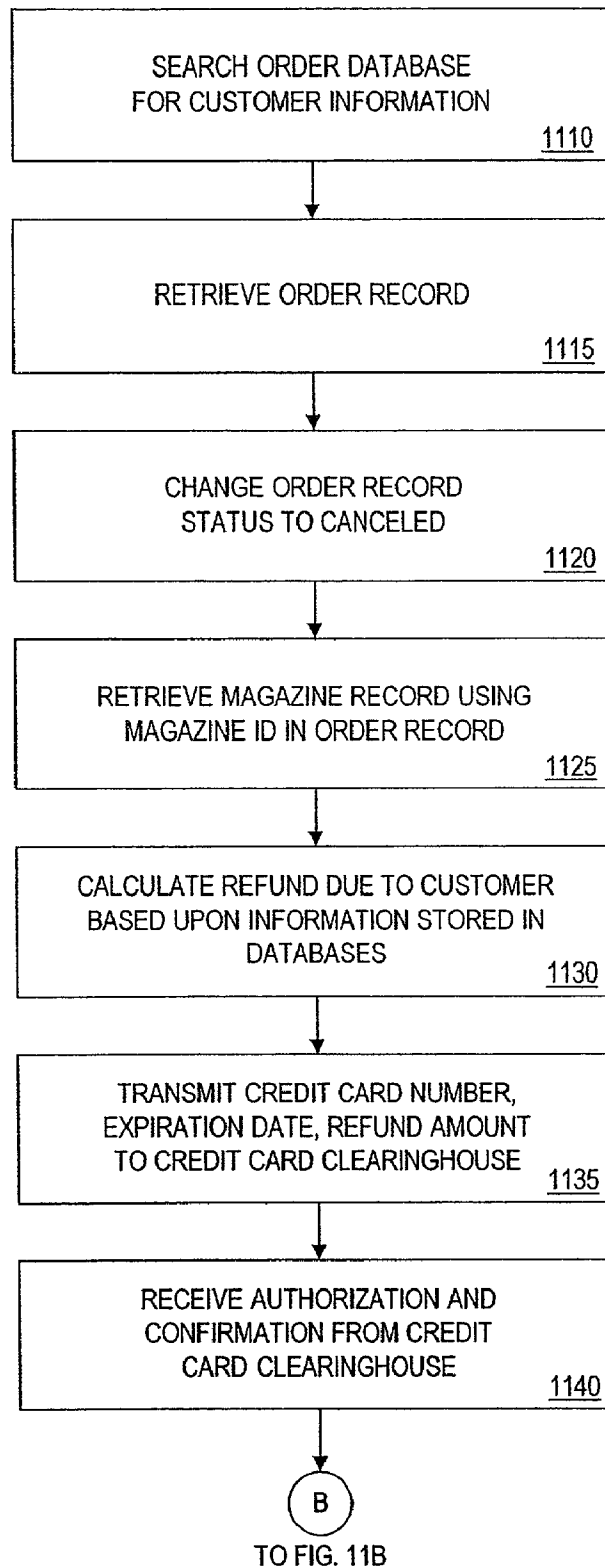 SEARCH ORDER DATABASE
FOR CUSTOMER INFORMATION
1110
RETRIEVE ORDER RECORD
1115
CHANGE ORDER RECORD
STATUS TO CANCELED
1120
RETRIEVE MAGAZINE RECORD USING
MAGAZINE ID IN ORDER RECORD
1125
CALCULATE REFUND DUE TO CUSTOMER
BASED UPON INFORMATION STORED IN
DATABASES
1130
TRANSMIT CREDIT CARD NUMBER,
EXPIRATION DATE, REFUND AMOUNT
TO CREDIT CARD CLEARINGHOUSE
1135
RECEIVE AUTHORIZATION AND
CONFIRMATION FROM CREDIT
CARD CLEARINGHOUSE
1140
B
TO FIG. 11B